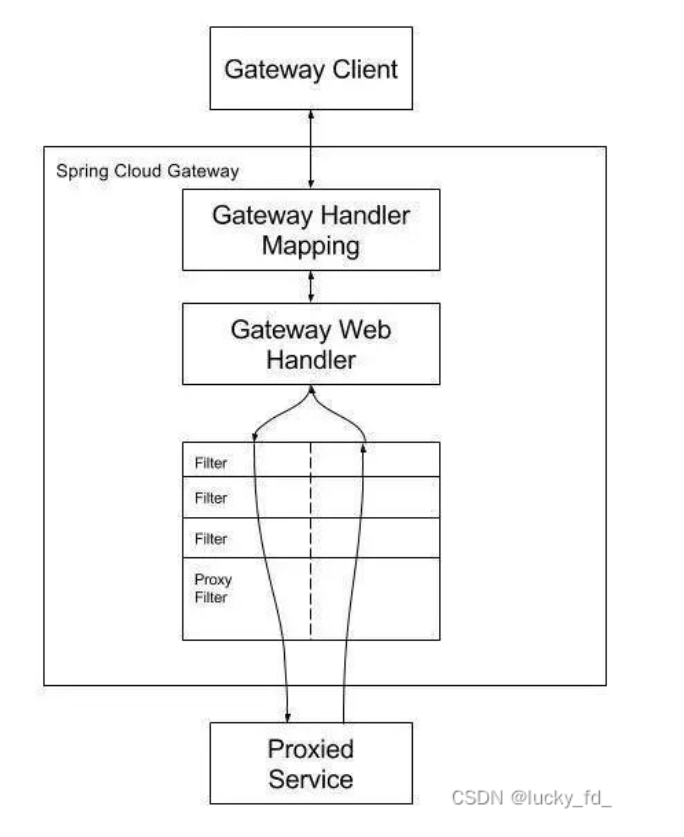 Gateway Client
Spring Cloud Gateway
Gateway Handler
Mapping
Gateway Web
Handler
Filter
Filter
Filter
Proxy
Filter
Proxied
Service
CSDN @lucky_fd_